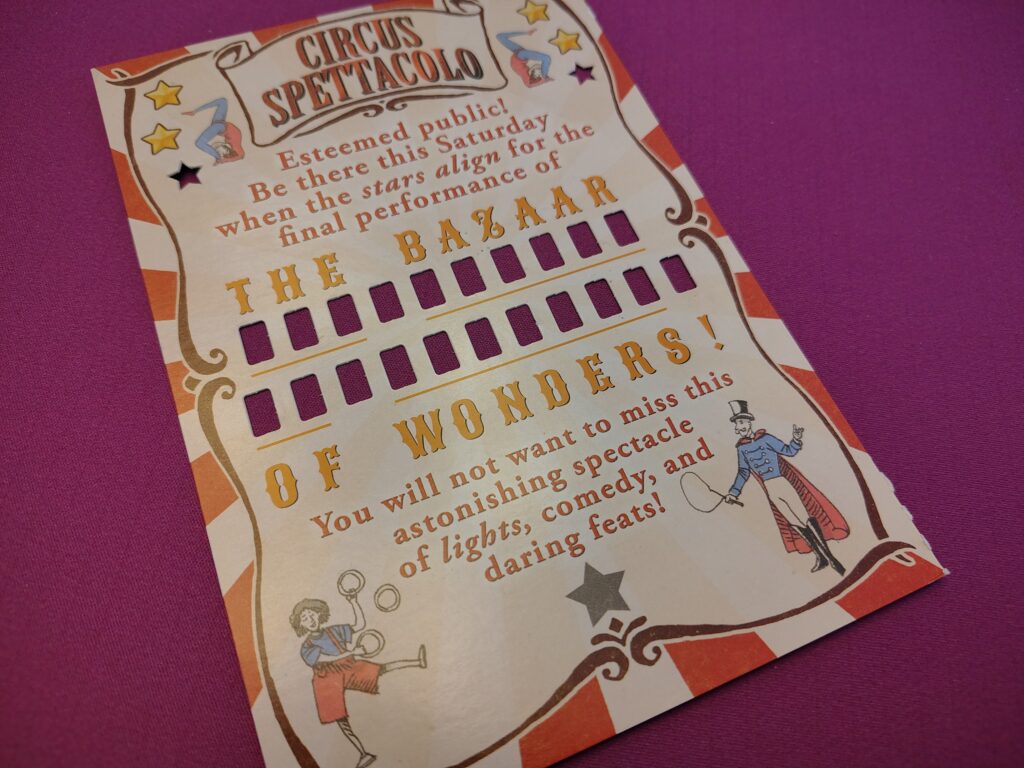 CIRCUS
SPETTACOLO
Esteemed public!
Be there this Saturday
when the stars align for the
final performance of
THE BAZAAR
OF WONDERS!
You will not want to miss this
astonishing spectacle
of lights, comedy, and
daring feats!